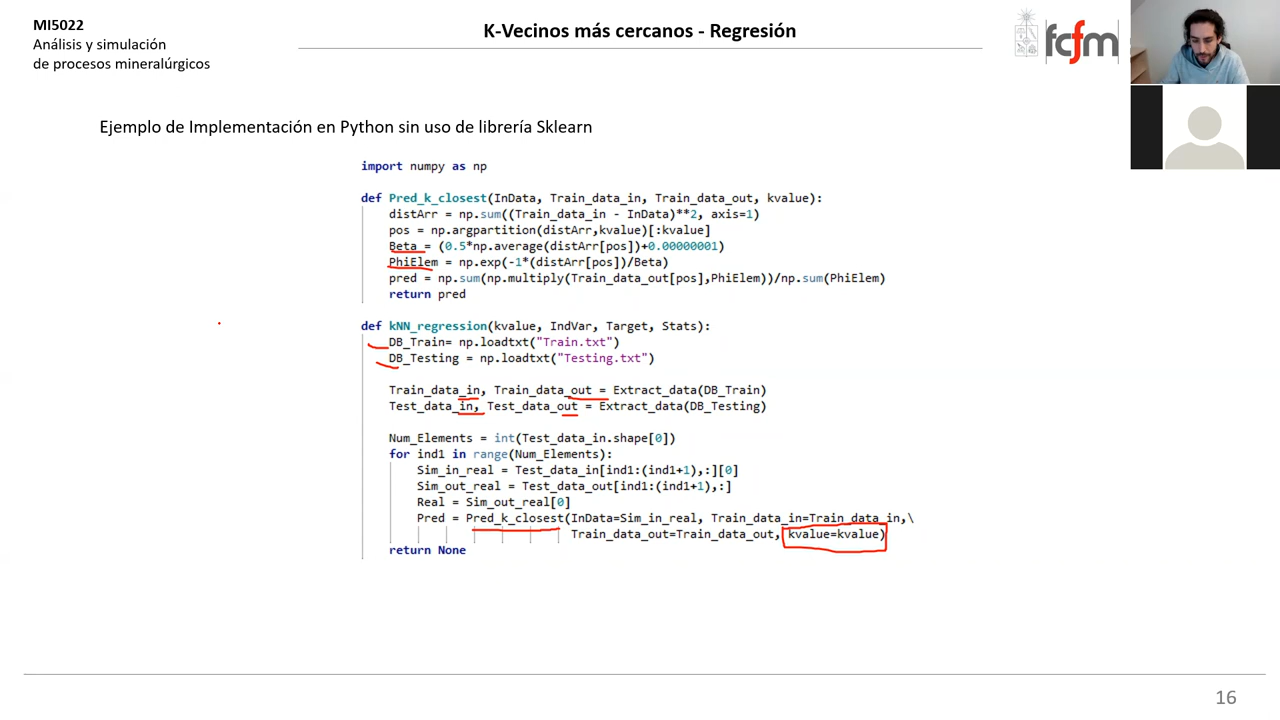 MI5022
Análisis y simulación
de procesos mineralúrgicos
K-Vecinos más cercanos - Regresión
fcfm
Ejemplo de Implementación en Python sin uso de librería Sklearn
import numpy as np
def Pred_k_closest(InData, Train_data_in, Train_data_out, kvalue):
distArr = np.sum((Train_data_in - InData)**2, axis=1)
pos = np.argpartition(distArr,kvalue)[:kvalue]
Beta = (0.5*np.average(distArr[pos])+0.00000001)
PhiElem = np.exp(-1*(distArr[pos])/Beta)
pred = np.sum(np.multiply(Train_data_out[pos],PhiElem))/np.sum(PhiElem)
return pred
def kNN_regression(kvalue, IndVar, Target, Stats):
DB_Train= np.loadtxt("Train.txt")
DB_Testing = np.loadtxt("Testing.txt")
Train_data_in, Train_data_out = Extract_data(DB_Train)
Test_data_in, Test_data_out = Extract_data(DB_Testing)
Num_Elements = int(Test_data_in.shape[0])
for ind1 in range(Num_Elements):
Sim_in_real = Test_data_in[ind1:(ind1+1),:][0]
Sim_out_real = Test_data_out[ind1:(ind1+1),:]
Real = Sim_out_real[0]
Pred = Pred_k_closest(InData=Sim_in_real, Train_data_in=Train_data_in,\
Train_data_out=Train_data_out, kvalue=kvalue)
return None
16